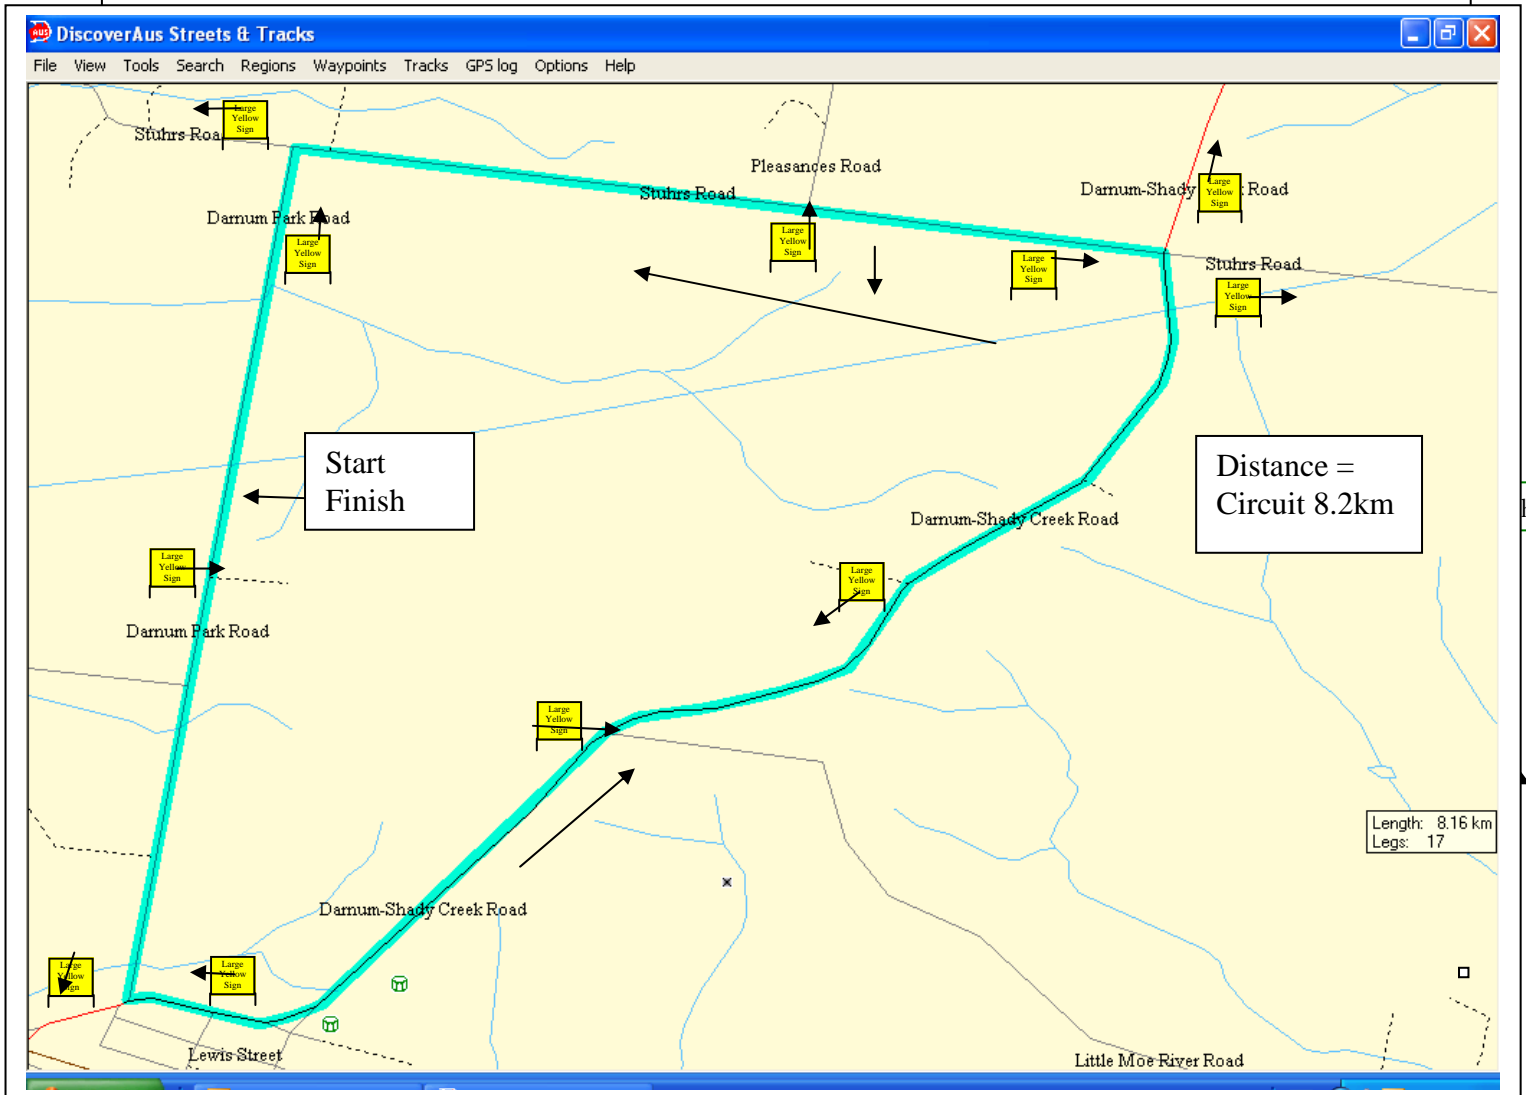 DiscoverAus Streets & Tracks
File View Tools Search Regions Waypoints Tracks GPS log Options Help
Large
Yellow
Sign
Stuhrs Roa
Pleasances Road
Stuhrs Road
Large
Yellow
Sign
Darnum-Shady
k Road
Darnum Park Road
Large
Yellow
Sign
Large
Yellow
Sign
Large
Yellow
Sign
Stuhrs Road
Large
Yellow
Sign
Start
Finish
Distance =
Circuit 8.2km
Darnum-Shady Creek Road
Large
Yellow
Sign
Large
Yellow
Sign
Darnum Park Road
Large
Yellow
Sign
Length: 8.16 km
Legs: 17
Darnum-Shady Creek Road
Large
Yellow
Sign
Large
Yellow
Sign
Lewis Street
Little Moe River Road